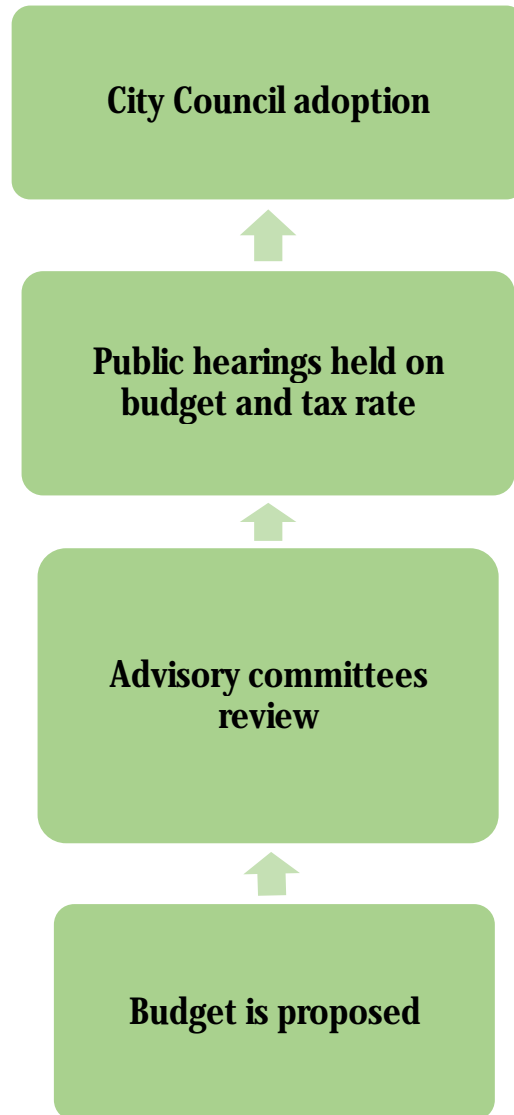 City Council adoption
Public hearings held on
budget and tax rate
Advisory committees
review
Budget is proposed